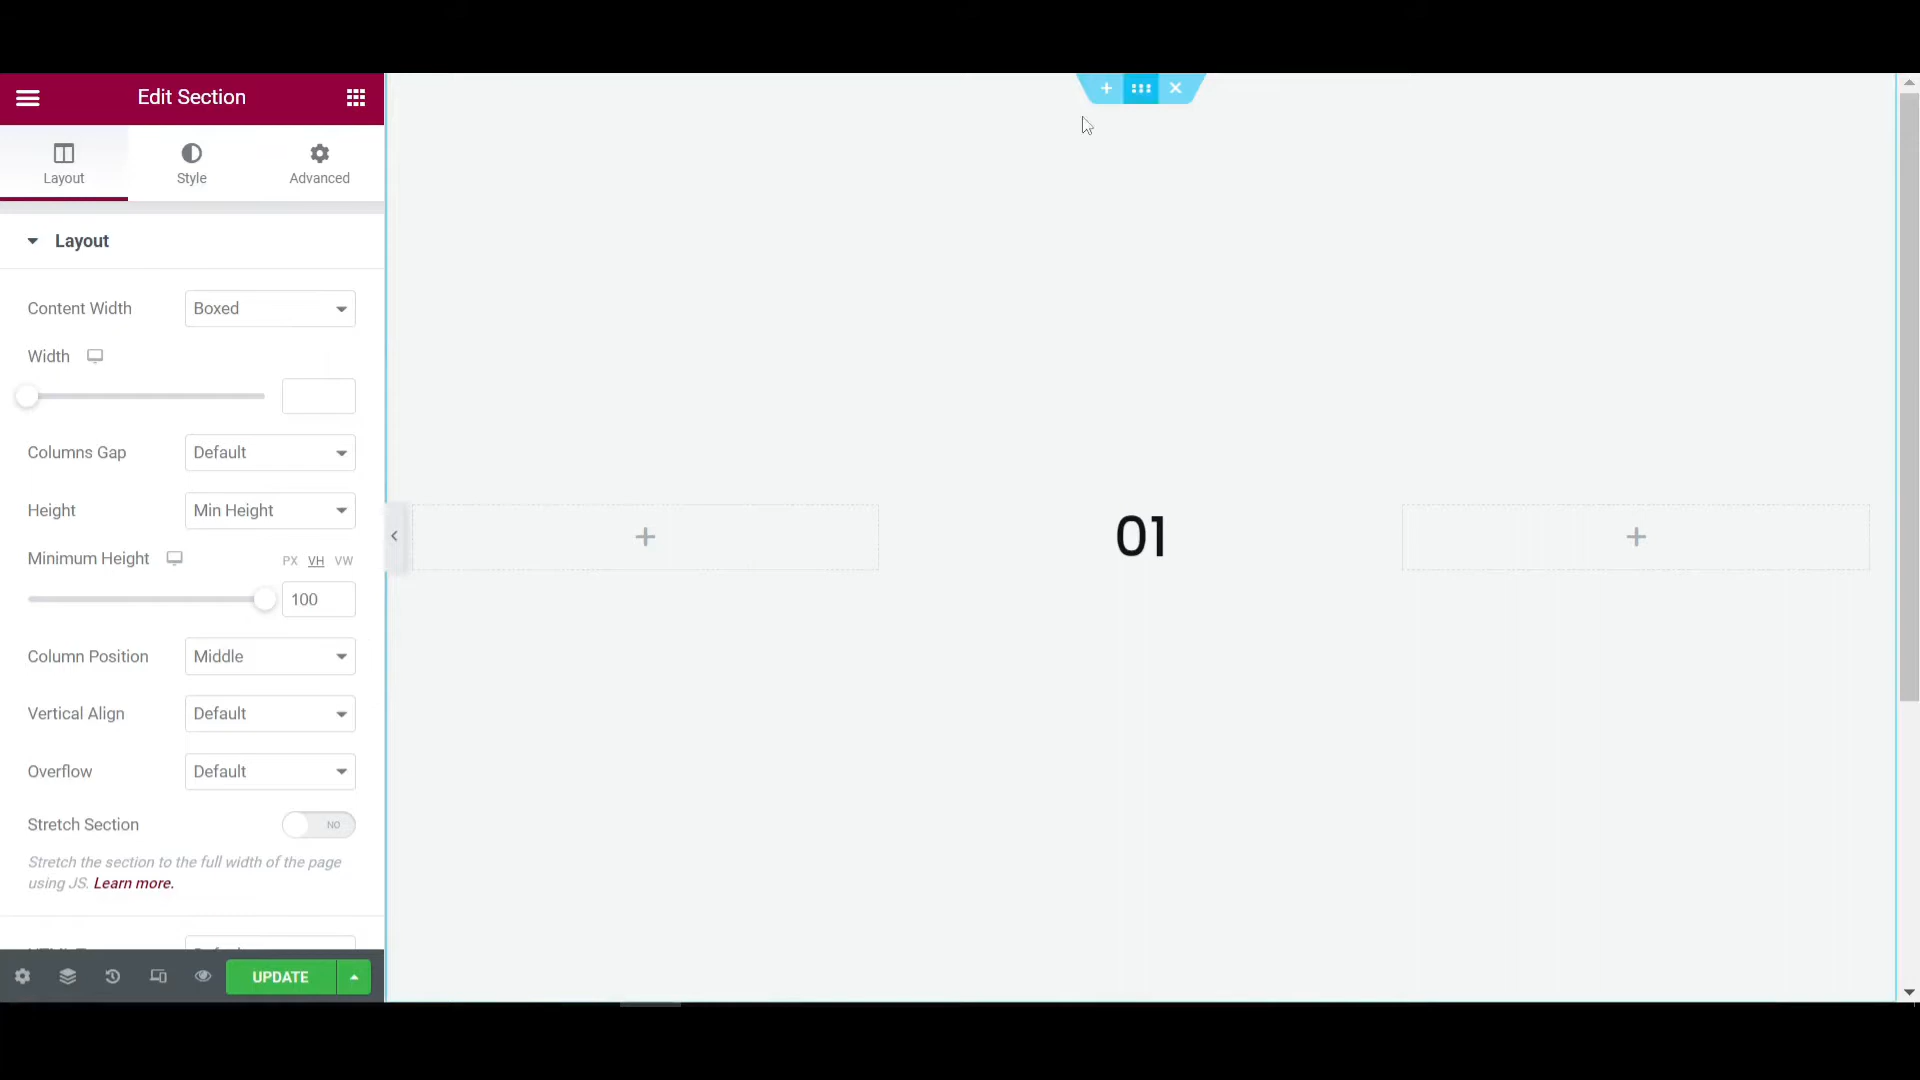 Edit Section
Layout
Style
Advanced
Layout
Content Width
Boxed
Width
Columns Gap
Default
Height
Min Height
Minimum Height
PX VH VW
100
Column Position
Middle
Vertical Align
Default
Overflow
Default
Stretch Section
NO
Stretch the section to the full width of the page
using JS. Learn more.
UPDATE
01